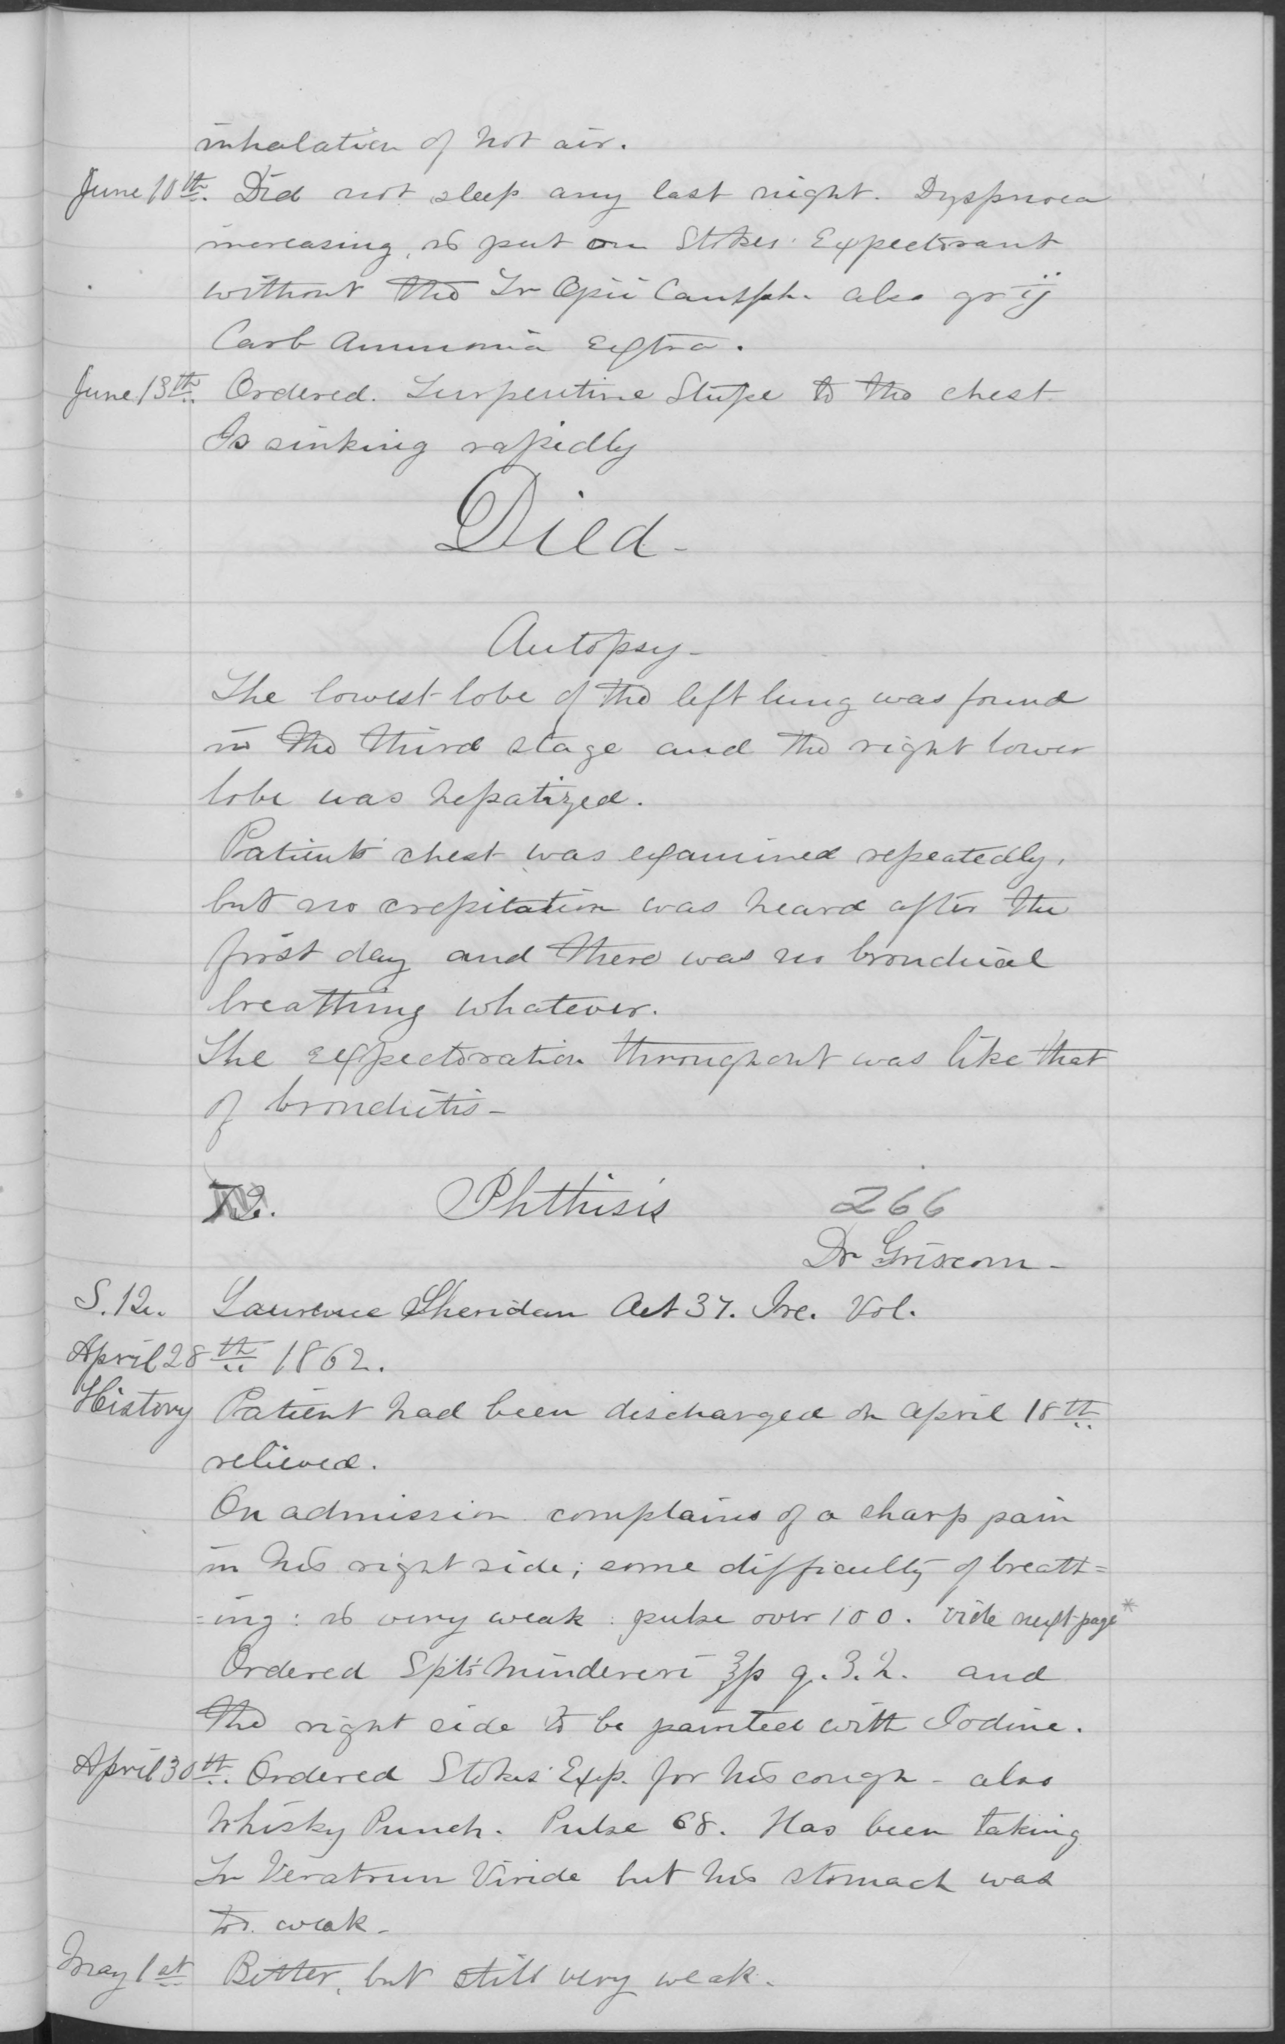 inhalation of hot air.
June 10th. Did not sleep any last night. Dyspnoea
increasing, is put on Stokes' Expectorant
without the Tr Opii Camph. also gr ij
Carb Ammonia extra.
June 13th. Ordered Turpentine Stupe to the chest
Is sinking rapidly
Died-
Autopsy-
The lowest lobe of the left lung was found
in the third stage and the right lower
lobe was hepatized.
Patients chest was examined repeatedly,
but no crepitation was heard after the
first day and there was no bronchial
breathing whatever.
The expectoration throughout was like that
of bronchitis-
Phthisis 266
Dr Griscom-
S. 12. Laurence Sheridan Aet 37. Ire. Vol.
April 28th 1862.
History Patient had been discharged on April 18th
relieved.
On admission complains of a sharp pain
in his right side; some difficulty of breath=
=ing: is very weak: pulse over 100. vide next page*
Ordered Spts Mindereri ℥p q. 3. h. and
the right side to be painted with Iodine.
April 30th. Ordered Stokes' Exp. for his cough - also
Whisky Punch. Pulse 68. Has been taking
Tr Veratrum Viride but his stomach was
too weak-
May 1st Better, but still very weak-